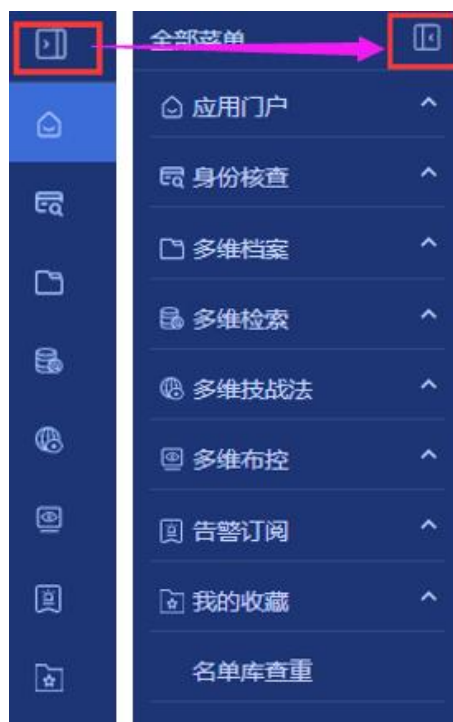 全部菜单
应用门户
身份核查
多维档案
多维检索
多维技战法
多维布控
告警订阅
我的收藏
名单库查重